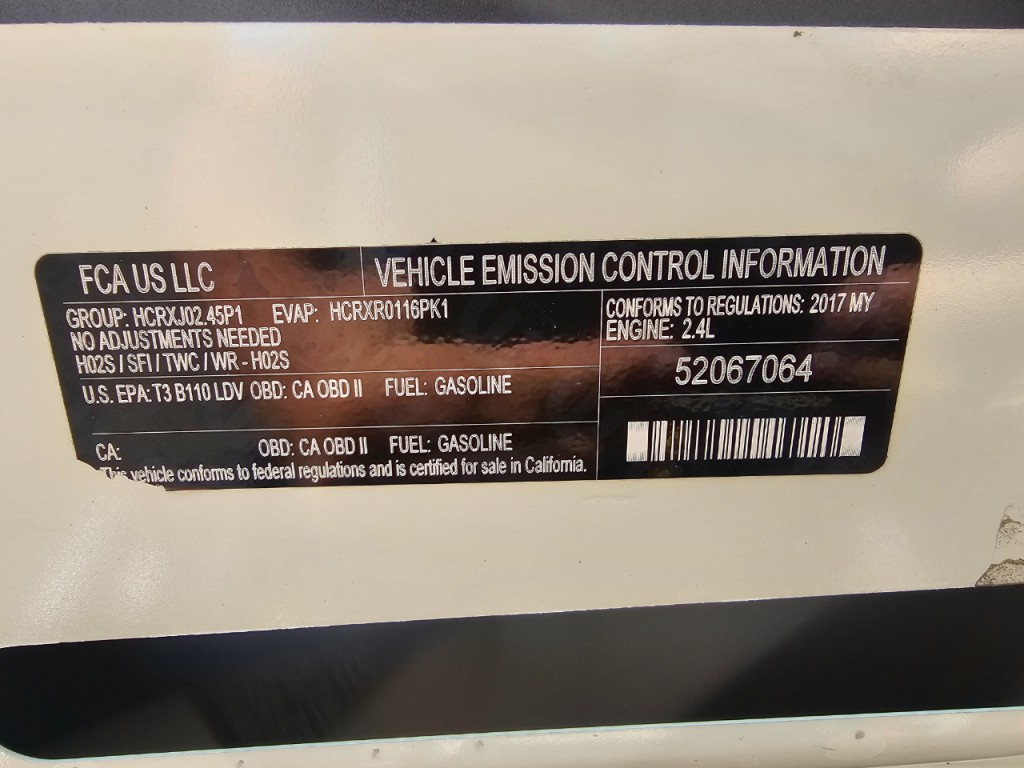 FCA US LLC
VEHICLE EMISSION CONTROL INFORMATION
GROUP: HCRXJ02.45P1 EVAP: HCRXR0116PK1
NO ADJUSTMENTS NEEDED
H02S / SFI / TWC / WR - H02S
U.S. EPA: T3 B110 LDV OBD: CA OBD II FUEL: GASOLINE
CA: OBD: CA OBD II FUEL: GASOLINE
This vehicle conforms to federal regulations and is certified for sale in California.
CONFORMS TO REGULATIONS: 2017 MY
ENGINE: 2.4L
52067064